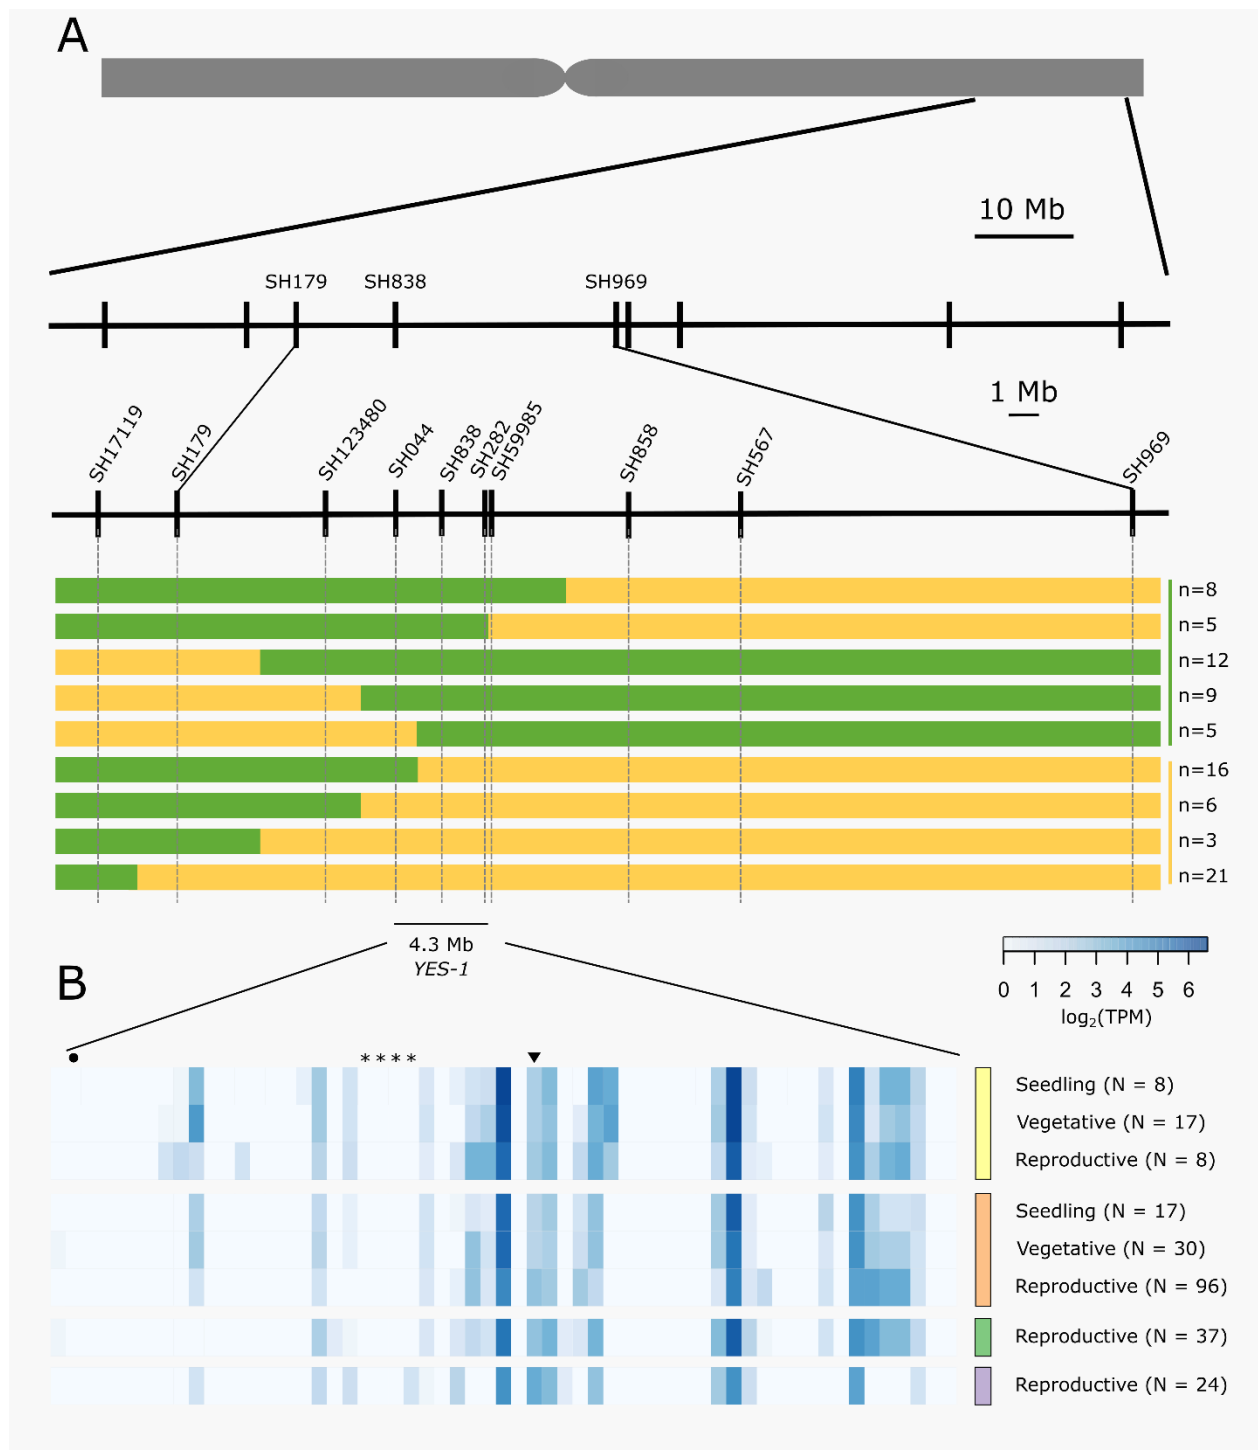 A
10 Mb
SH179 SH838 SH969
1 Mb
SH17119 SH179 SH123480 SH044 SH838 SH282 SH59985 SH858 SH567 SH969
n=8
n=5
n=12
n=9
n=5
n=16
n=6
n=3
n=21
4.3 Mb
YES-1
B
0 1 2 3 4 5 6
log₂(TPM)
* * * *
Seedling (N = 8)
Vegetative (N = 17)
Reproductive (N = 8)
Seedling (N = 17)
Vegetative (N = 30)
Reproductive (N = 96)
Reproductive (N = 37)
Reproductive (N = 24)